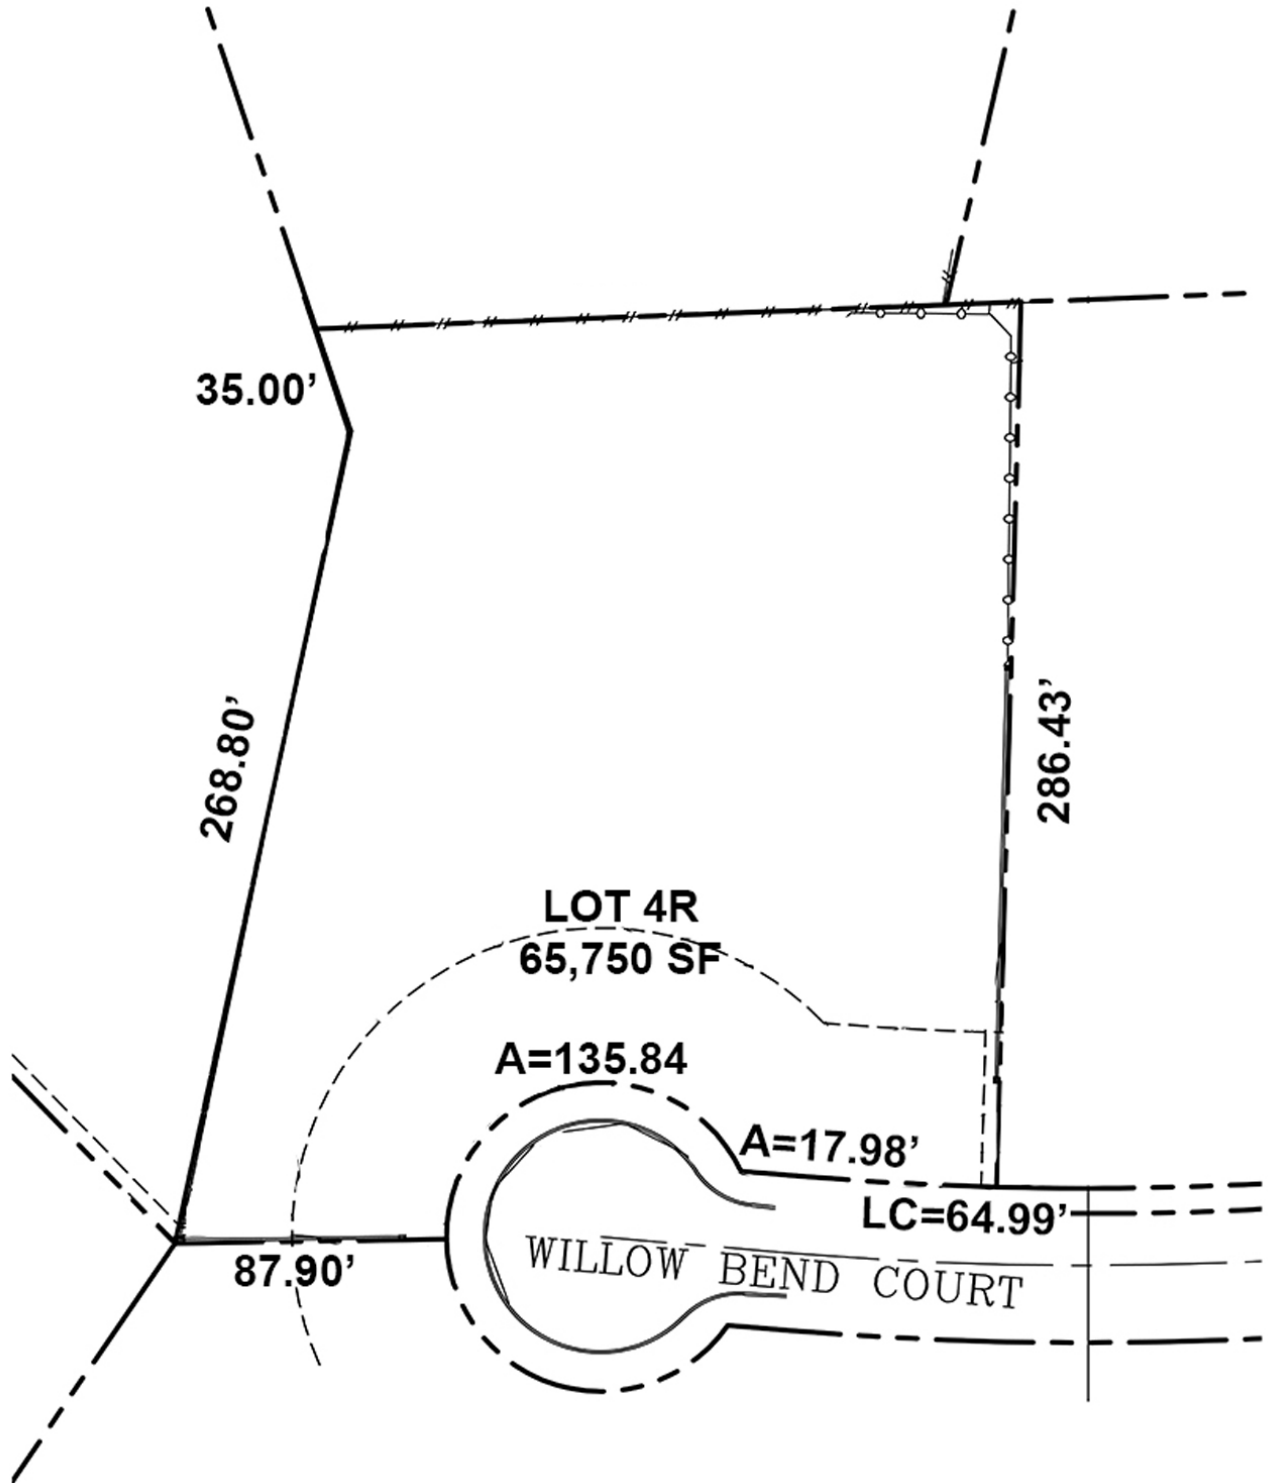 35.00’
268.80’
286.43’
LOT 4R
65,750 SF
A=135.84
A=17.98’
LC=64.99’
87.90’
WILLOW BEND COURT